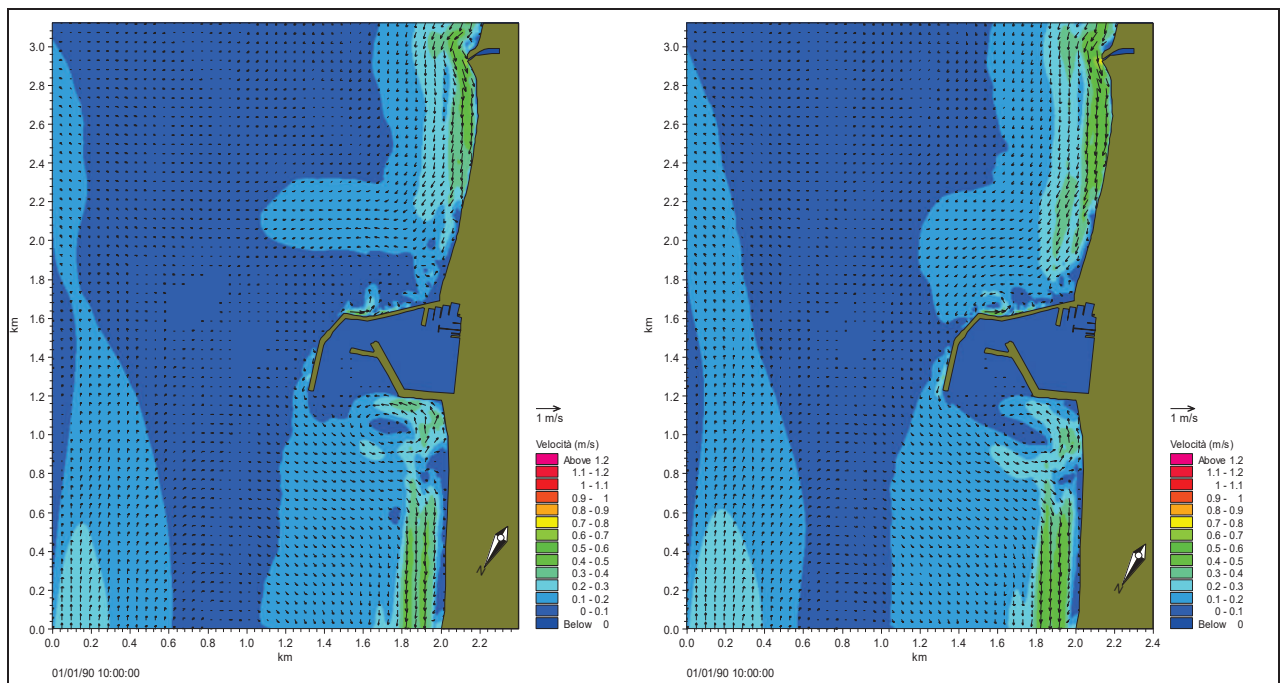 3.0
2.8
2.6
2.4
2.2
2.0
1.8
1.6
1.4
1.2
1.0
0.8
0.6
0.4
0.2
0.0
km
0.0 0.2 0.4 0.6 0.8 1.0 1.2 1.4 1.6 1.8 2.0 2.2
km
01/01/90 10:00:00
1 m/s
Velocità (m/s)
Above 1.2
1.1 - 1.2
1 - 1.1
0.9 - 1
0.8 - 0.9
0.7 - 0.8
0.6 - 0.7
0.5 - 0.6
0.4 - 0.5
0.3 - 0.4
0.2 - 0.3
0.1 - 0.2
0 - 0.1
Below 0
N
3.0
2.8
2.6
2.4
2.2
2.0
1.8
1.6
1.4
1.2
1.0
0.8
0.6
0.4
0.2
0.0
km
0.0 0.2 0.4 0.6 0.8 1.0 1.2 1.4 1.6 1.8 2.0 2.2 2.4
km
01/01/90 10:00:00
1 m/s
Velocità (m/s)
Above 1.2
1.1 - 1.2
1 - 1.1
0.9 - 1
0.8 - 0.9
0.7 - 0.8
0.6 - 0.7
0.5 - 0.6
0.4 - 0.5
0.3 - 0.4
0.2 - 0.3
0.1 - 0.2
0 - 0.1
Below 0
N